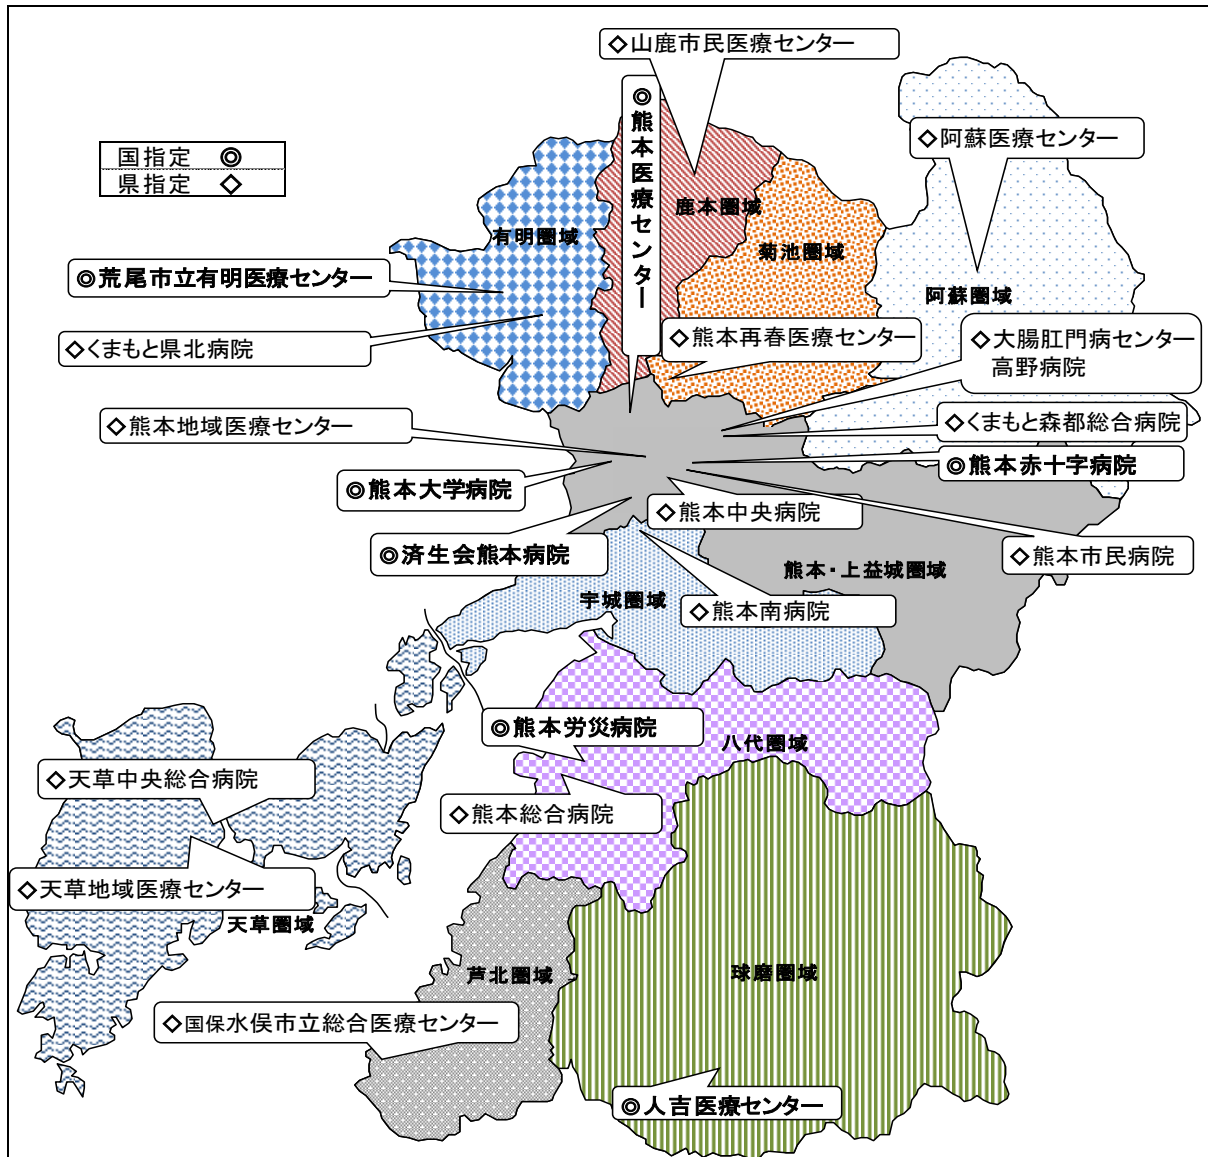 ◇山鹿市民医療センター
◎熊本医療センター
国指定 ◎
県指定 ◇
◇阿蘇医療センター
鹿本圏域
有明圏域
菊池圏域
◎荒尾市立有明医療センター
阿蘇圏域
◇くまもと県北病院
◇熊本再春医療センター
◇大腸肛門病センター
高野病院
◇熊本地域医療センター
◇くまもと森都総合病院
◎熊本赤十字病院
◎熊本大学病院
◇熊本中央病院
◎済生会熊本病院
◇熊本市民病院
熊本・上益城圏域
宇城圏域
◇熊本南病院
◎熊本労災病院
八代圏域
◇天草中央総合病院
◇熊本総合病院
◇天草地域医療センター
天草圏域
芦北圏域
球磨圏域
◇国保水俣市立総合医療センター
◎人吉医療センター